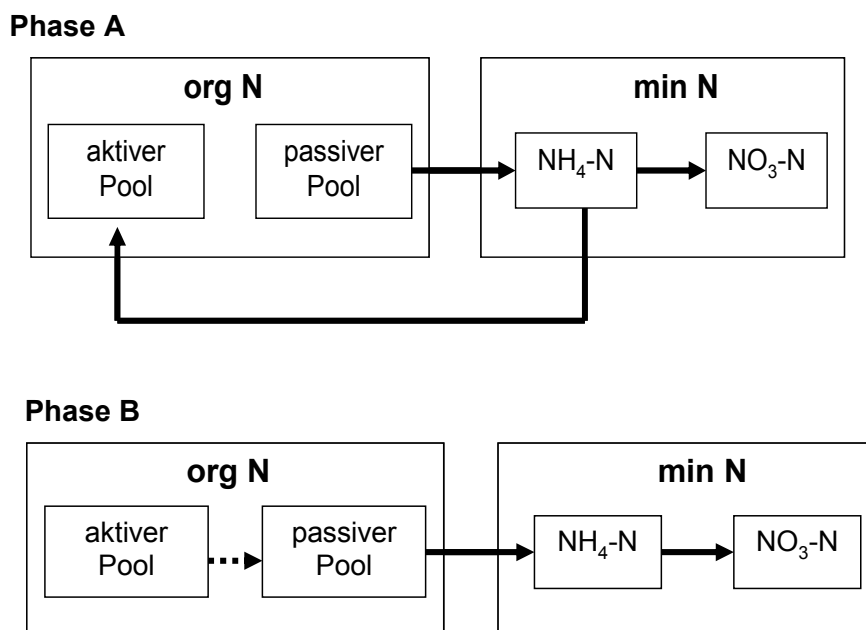 Phase A
org N
min N
aktiver
Pool
passiver
Pool
NH₄-N
NO₃-N
Phase B
org N
min N
aktiver
Pool
passiver
Pool
NH₄-N
NO₃-N